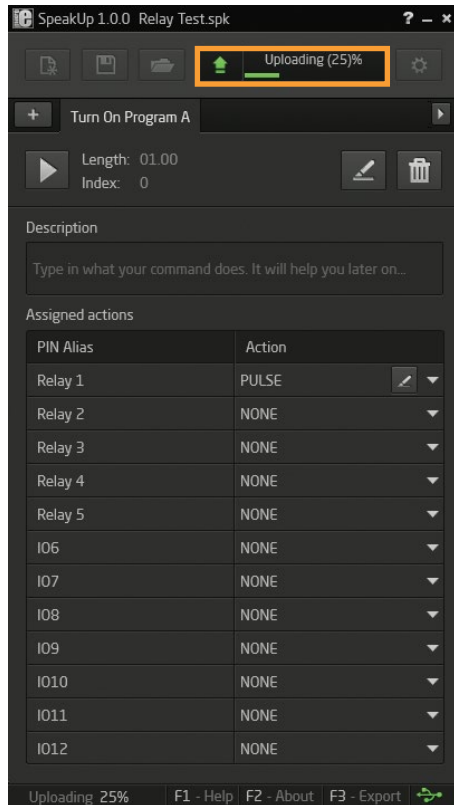 SpeakUp 1.0.0 Relay Test.spk ? – ×
Uploading (25)%
+ Turn On Program A
Length: 01.00
Index: 0
Description
Type in what your command does. It will help you later on...
Assigned actions
PIN Alias Action
Relay 1 PULSE
Relay 2 NONE
Relay 3 NONE
Relay 4 NONE
Relay 5 NONE
IO6 NONE
IO7 NONE
IO8 NONE
IO9 NONE
IO10 NONE
IO11 NONE
IO12 NONE
Uploading 25% F1 - Help F2 - About F3 - Export